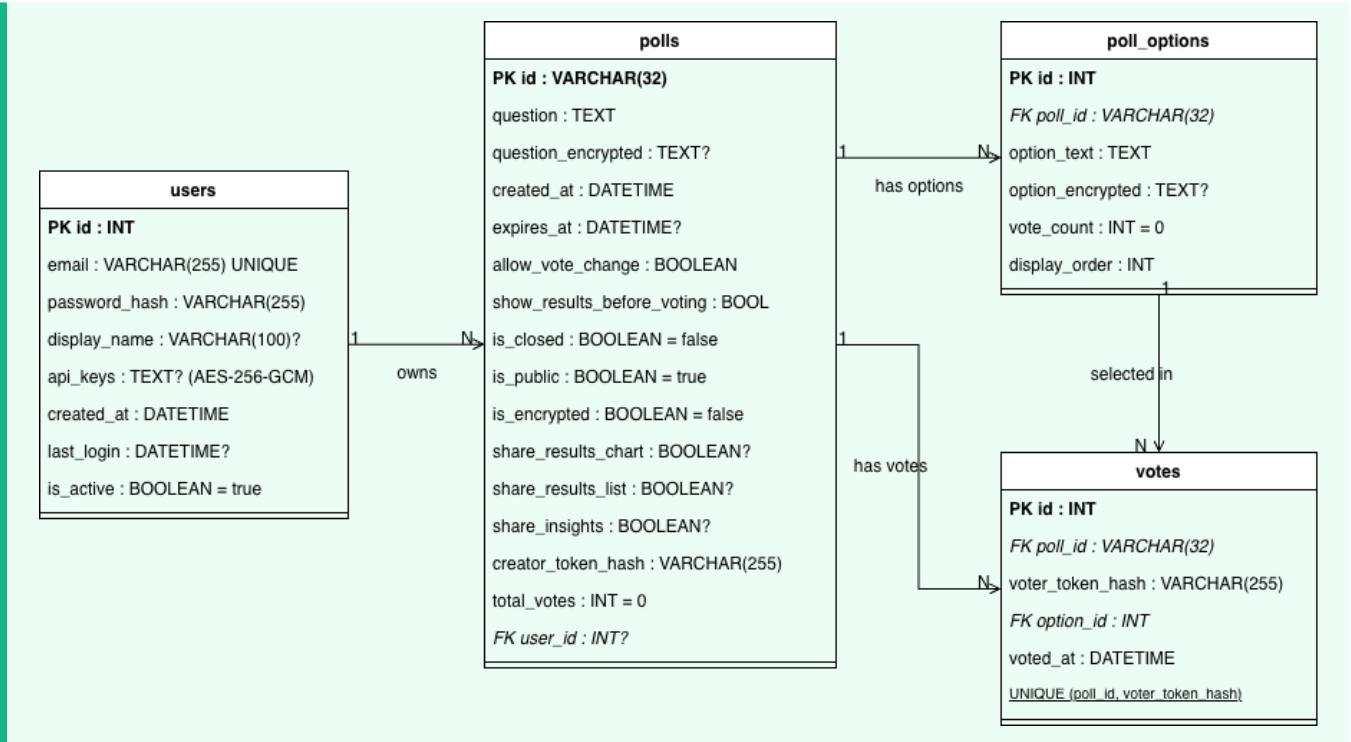 users
PK id : INT
email : VARCHAR(255) UNIQUE
password_hash : VARCHAR(255)
display_name : VARCHAR(100)?
api_keys : TEXT? (AES-256-GCM)
created_at : DATETIME
last_login : DATETIME?
is_active : BOOLEAN = true
1
N
owns
polls
PK id : VARCHAR(32)
question : TEXT
question_encrypted : TEXT?
created_at : DATETIME
expires_at : DATETIME?
allow_vote_change : BOOLEAN
show_results_before_voting : BOOL
is_closed : BOOLEAN = false
is_public : BOOLEAN = true
is_encrypted : BOOLEAN = false
share_results_chart : BOOLEAN?
share_results_list : BOOLEAN?
share_insights : BOOLEAN?
creator_token_hash : VARCHAR(255)
total_votes : INT = 0
FK user_id : INT?
1
N
has options
1
has votes
N
poll_options
PK id : INT
FK poll_id : VARCHAR(32)
option_text : TEXT
option_encrypted : TEXT?
vote_count : INT = 0
display_order : INT
1
selected in
N
votes
PK id : INT
FK poll_id : VARCHAR(32)
voter_token_hash : VARCHAR(255)
FK option_id : INT
voted_at : DATETIME
UNIQUE (poll_id, voter_token_hash)